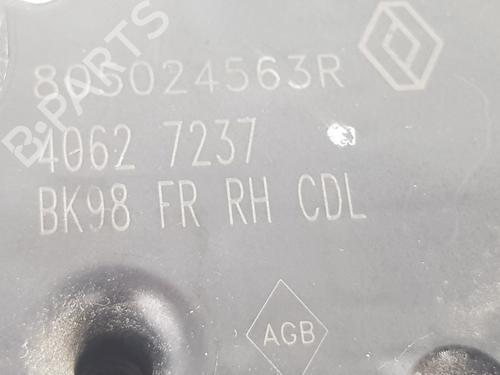 805024563R
4062 7237
BK98 FR RH CDL
AGB
B-PARTS